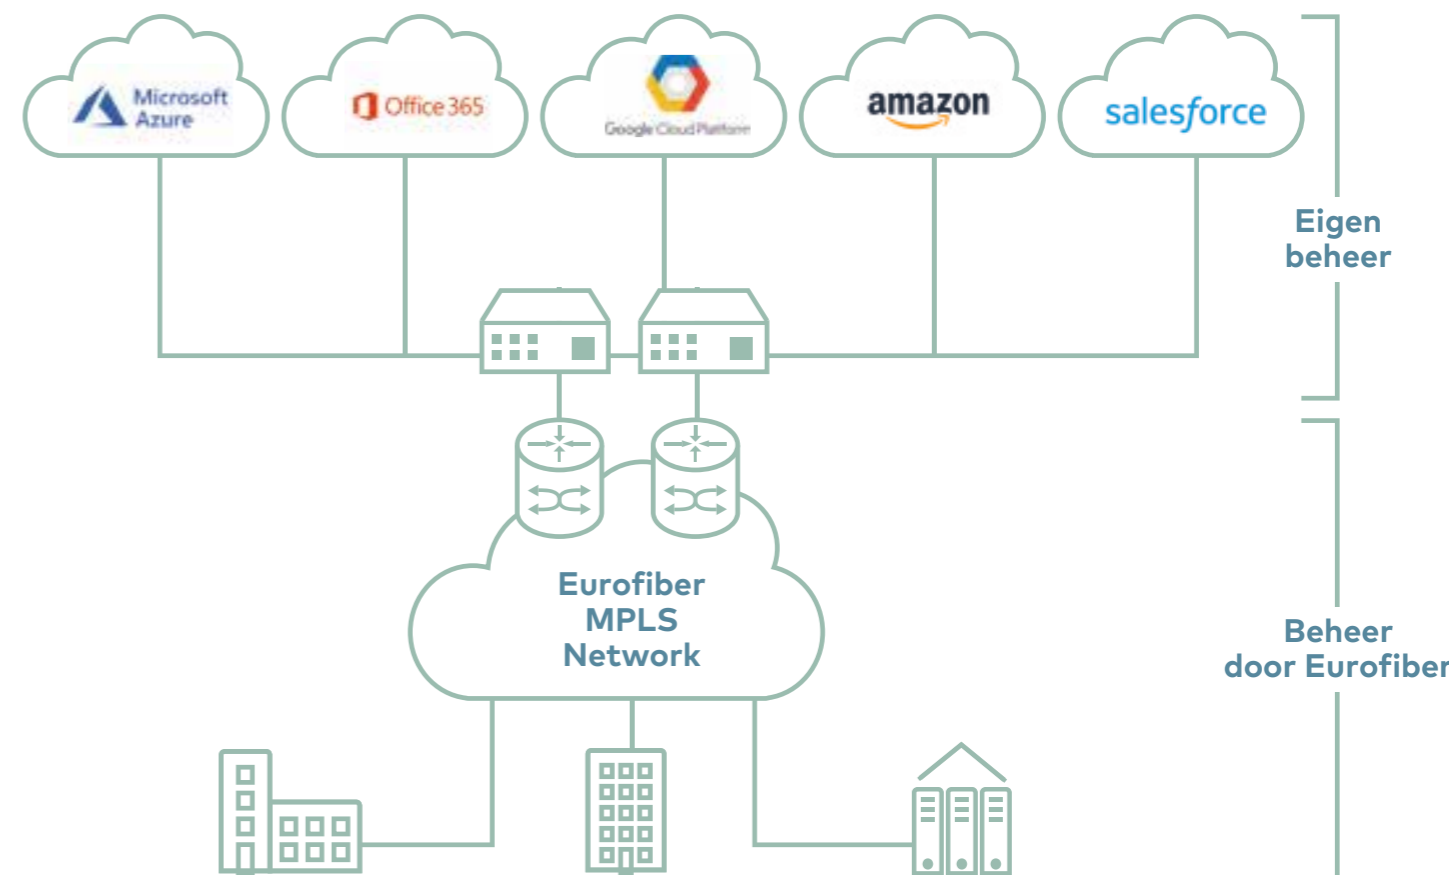 Microsoft
Azure
Office 365
Google Cloud Platform
amazon
salesforce
Eigen
beheer
Eurofiber
MPLS
Network
Beheer
door Eurofiber